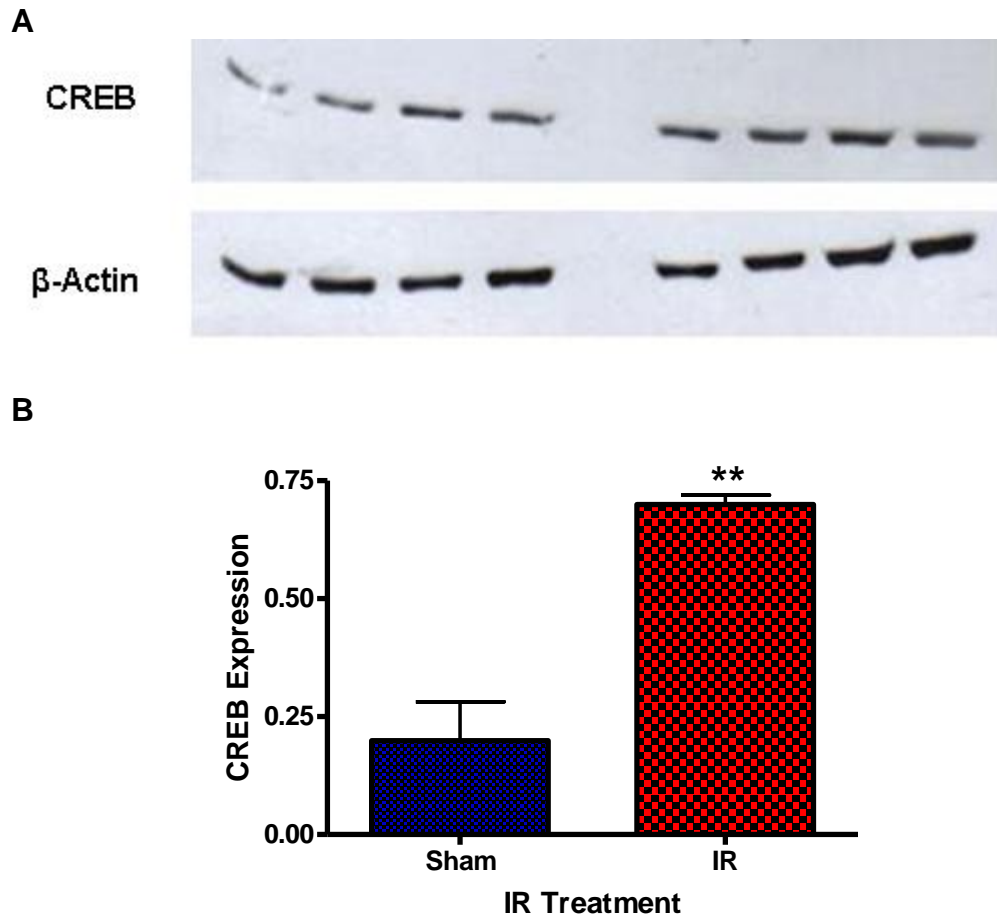 A
CREB
β-Actin
B
**
0.75
0.50
0.25
0.00
CREB Expression
Sham IR
IR Treatment